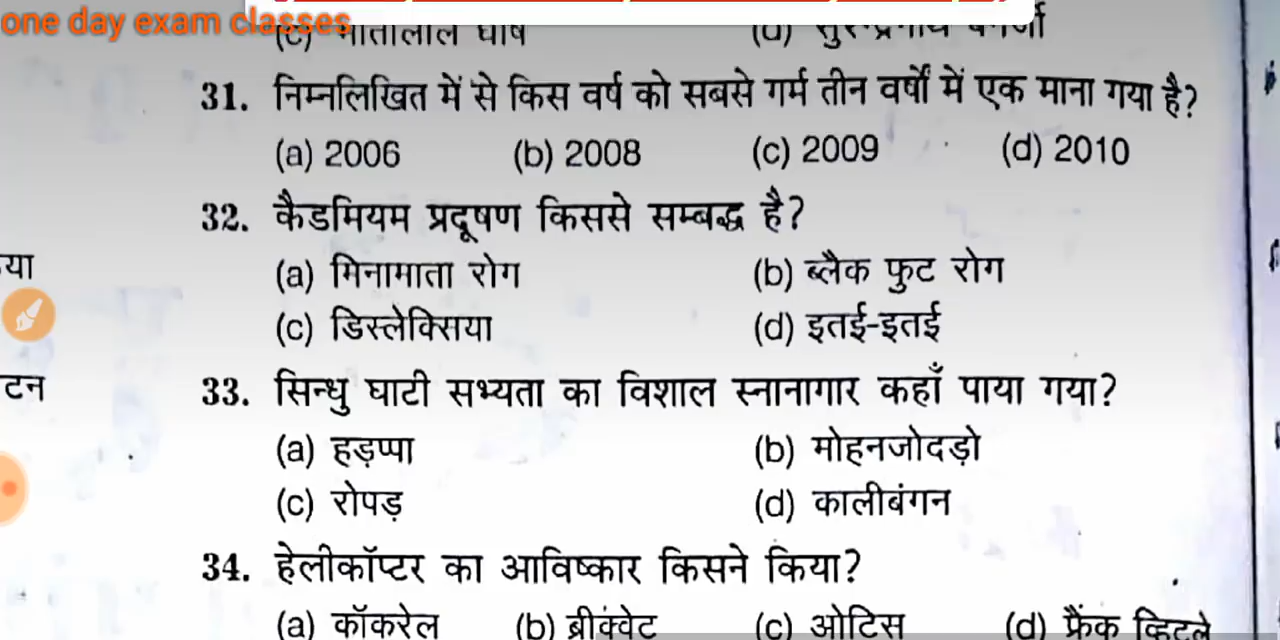 one day exam classes
31. निम्नलिखित में से किस वर्ष को सबसे गर्म तीन वर्षों में एक माना गया है?
(a) 2006 (b) 2008 (c) 2009 (d) 2010
32. कैडमियम प्रदूषण किससे सम्बद्ध है?
या (a) मिनामाता रोग (b) ब्लैक फुट रोग
(c) डिस्लेक्सिया (d) इतई-इतई
टन 33. सिन्धु घाटी सभ्यता का विशाल स्नानागार कहाँ पाया गया?
(a) हड़प्पा (b) मोहनजोदड़ो
(c) रोपड़ (d) कालीबंगन
34. हेलीकॉप्टर का आविष्कार किसने किया?
(a) कॉकरेल (b) ब्रीक्वेट (c) ओटिस (d) फ्रैंक